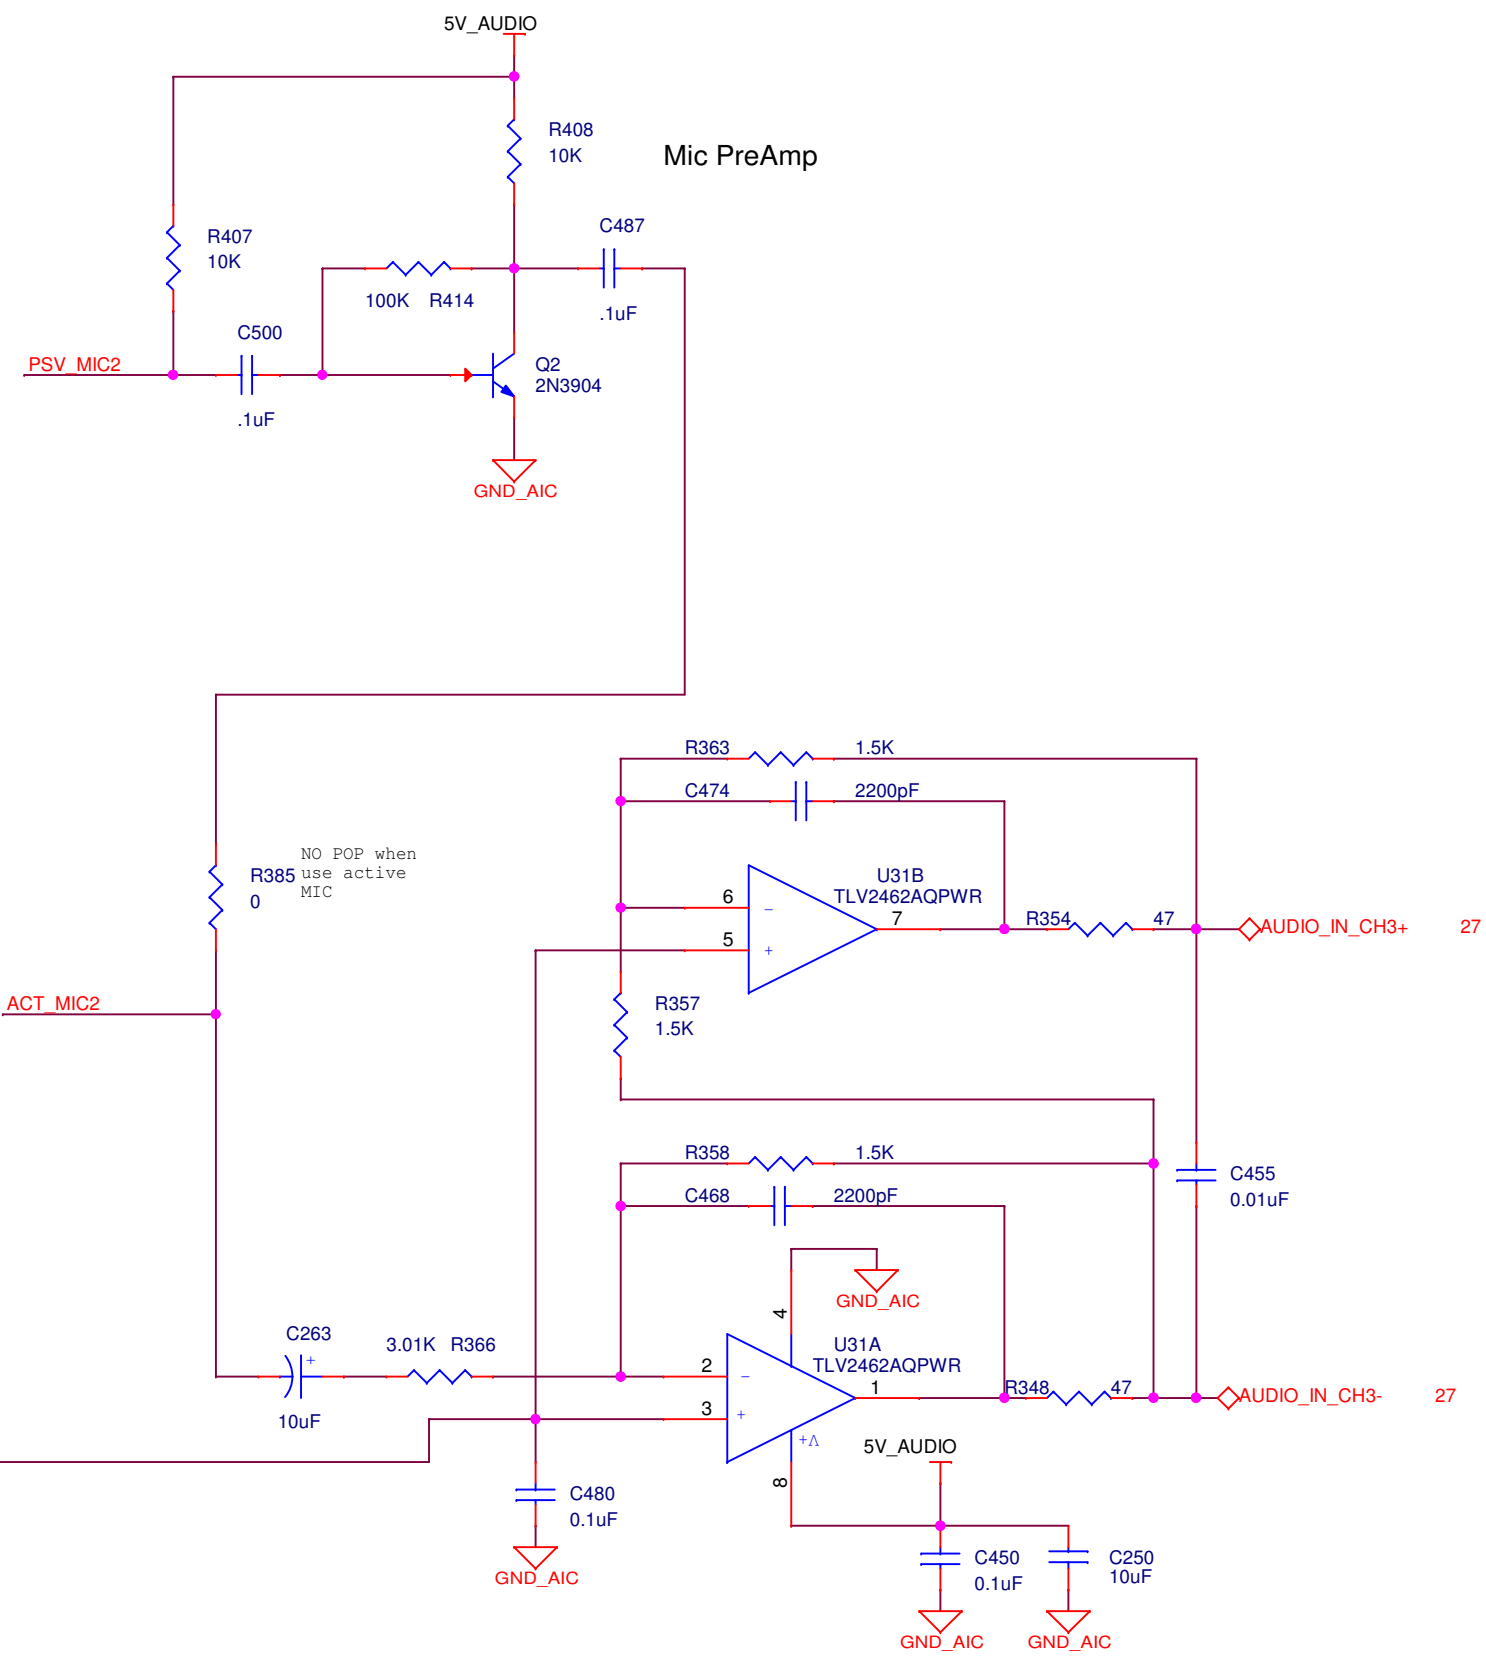 5V_AUDIO
R408
10K
Mic PreAmp
C487
R407
10K
100K R414
.1uF
C500
PSV_MIC2
Q2
2N3904
.1uF
GND_AIC
R363 1.5K
C474 2200pF
NO POP when
use active
MIC
R385
0
U31B
TLV2462AQPWR
6
−
7
R354 47
AUDIO_IN_CH3+ 27
5
+
ACT_MIC2
R357
1.5K
R358 1.5K
C455
0.01uF
C468 2200pF
GND_AIC
4
C263
+
3.01K R366
U31A
TLV2462AQPWR
2
−
1
R348 47
AUDIO_IN_CH3- 27
3
+
10uF
V+
5V_AUDIO
8
C480
0.1uF
C450
0.1uF
C250
10uF
GND_AIC
GND_AIC
GND_AIC